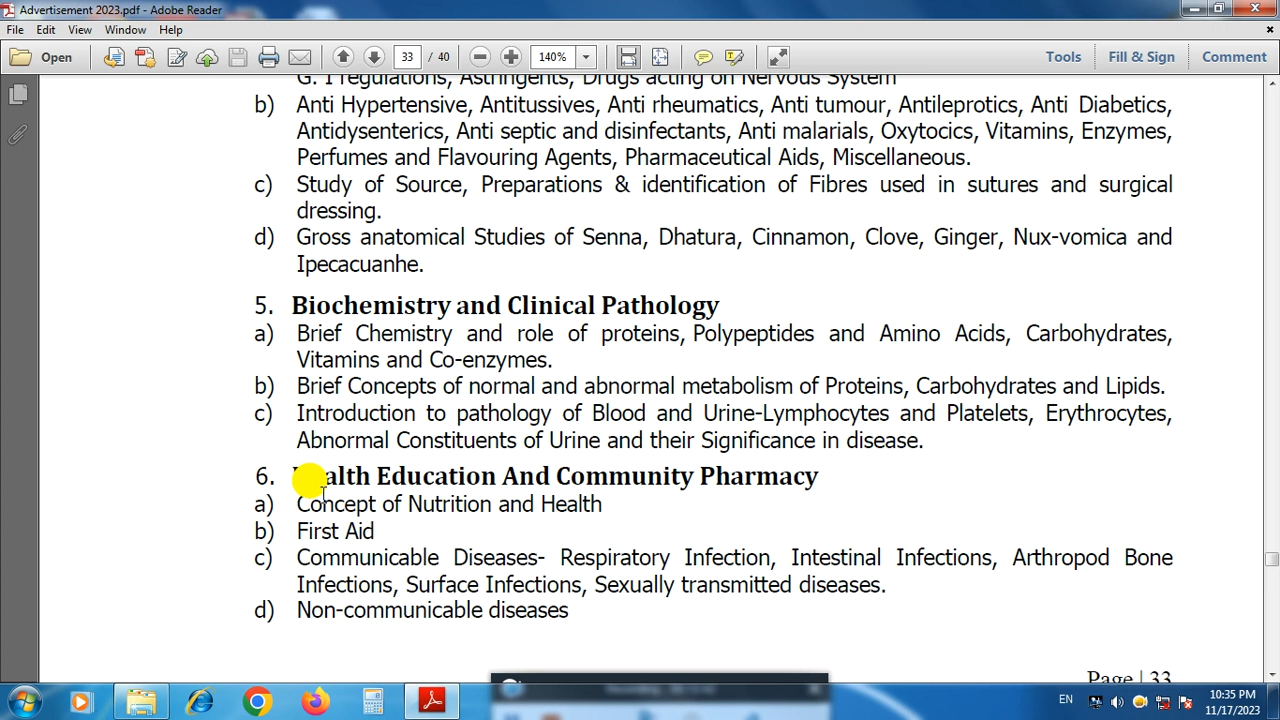 Advertisement 2023.pdf - Adobe Reader
File Edit View Window Help
Open 33 / 40 140% Tools Fill & Sign Comment
G. I regulations, Astringents, Drugs acting on Nervous System
b) Anti Hypertensive, Antitussives, Anti rheumatics, Anti tumour, Antileprotics, Anti Diabetics,
Antidysenterics, Anti septic and disinfectants, Anti malarials, Oxytocics, Vitamins, Enzymes,
Perfumes and Flavouring Agents, Pharmaceutical Aids, Miscellaneous.
c) Study of Source, Preparations & identification of Fibres used in sutures and surgical
dressing.
d) Gross anatomical Studies of Senna, Dhatura, Cinnamon, Clove, Ginger, Nux-vomica and
Ipecacuanhe.
5. Biochemistry and Clinical Pathology
a) Brief Chemistry and role of proteins, Polypeptides and Amino Acids, Carbohydrates,
Vitamins and Co-enzymes.
b) Brief Concepts of normal and abnormal metabolism of Proteins, Carbohydrates and Lipids.
c) Introduction to pathology of Blood and Urine-Lymphocytes and Platelets, Erythrocytes,
Abnormal Constituents of Urine and their Significance in disease.
6. Health Education And Community Pharmacy
a) Concept of Nutrition and Health
b) First Aid
c) Communicable Diseases- Respiratory Infection, Intestinal Infections, Arthropod Bone
Infections, Surface Infections, Sexually transmitted diseases.
d) Non-communicable diseases
Page | 33
EN 10:35 PM
11/17/2023